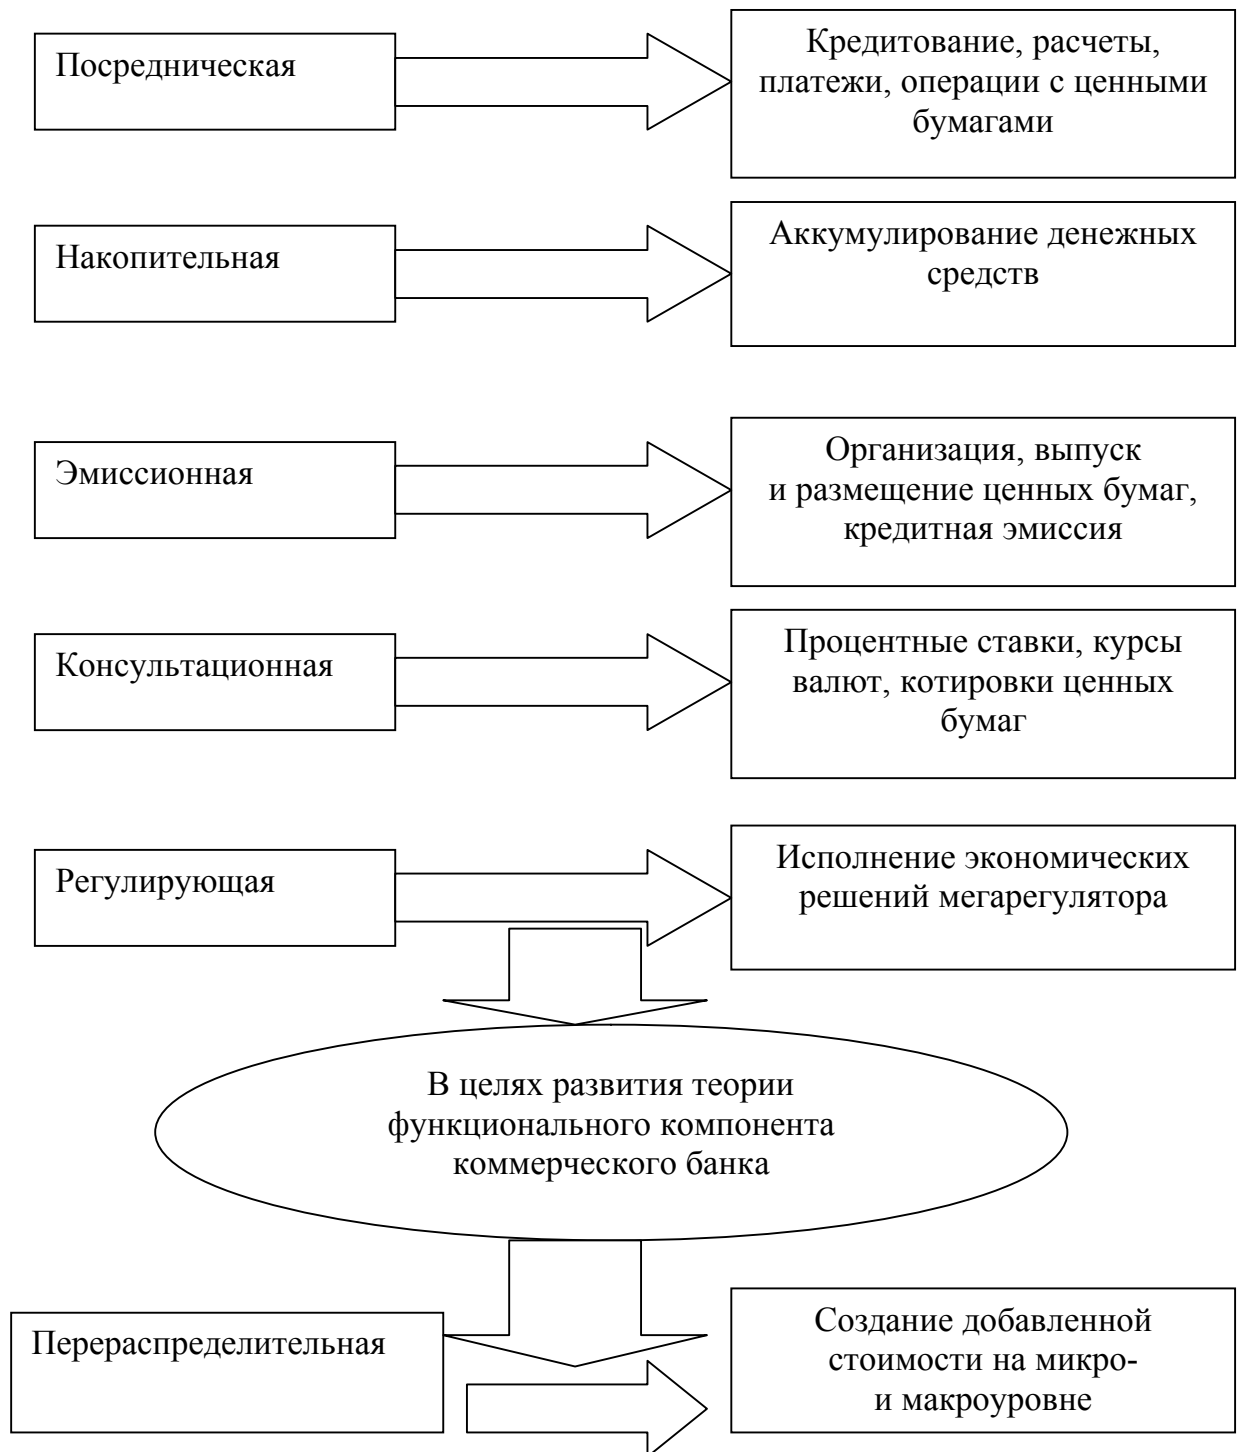 Посредническая
Кредитование, расчеты,
платежи, операции с ценными
бумагами
Накопительная
Аккумулирование денежных
средств
Эмиссионная
Организация, выпуск
и размещение ценных бумаг,
кредитная эмиссия
Консультационная
Процентные ставки, курсы
валют, котировки ценных
бумаг
Регулирующая
Исполнение экономических
решений мегарегулятора
В целях развития теории
функционального компонента
коммерческого банка
Перераспределительная
Создание добавленной
стоимости на микро-
и макроуровне